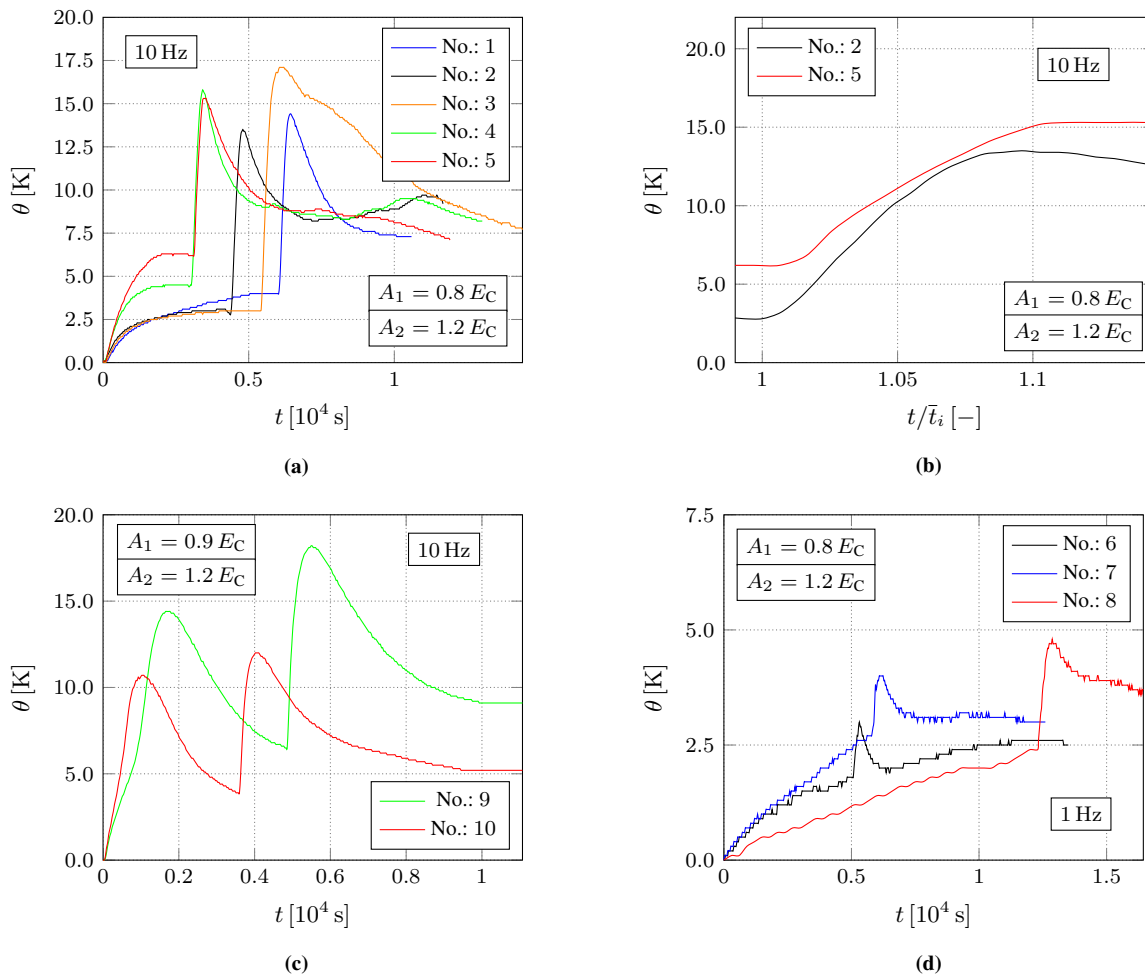 20.0
17.5
15.0
12.5
10.0
7.5
5.0
2.5
0.0
θ [K]
10 Hz
No.: 1
No.: 2
No.: 3
No.: 4
No.: 5
A₁ = 0.8 E_C
A₂ = 1.2 E_C
0 0.5 1
t [10⁴ s]
(a)
20.0
15.0
10.0
5.0
0.0
θ [K]
No.: 2
No.: 5
10 Hz
A₁ = 0.8 E_C
A₂ = 1.2 E_C
1 1.05 1.1
t/t̄ᵢ [−]
(b)
20.0
15.0
10.0
5.0
0.0
θ [K]
A₁ = 0.9 E_C
A₂ = 1.2 E_C
10 Hz
No.: 9
No.: 10
0 0.2 0.4 0.6 0.8 1
t [10⁴ s]
(c)
7.5
5.0
2.5
0.0
θ [K]
A₁ = 0.8 E_C
A₂ = 1.2 E_C
No.: 6
No.: 7
No.: 8
1 Hz
0 0.5 1 1.5
t [10⁴ s]
(d)